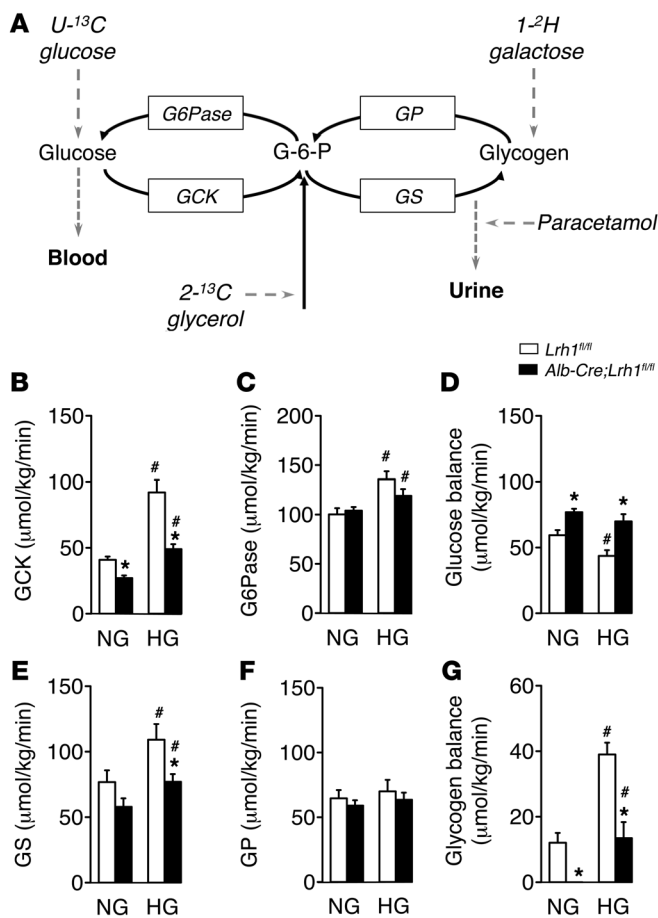 A
U-¹³C
glucose
1-²H
galactose
G6Pase
GP
Glucose
G-6-P
Glycogen
GCK
GS
Blood
Paracetamol
2-¹³C
glycerol
Urine
Lrh1fl/fl
Alb-Cre;Lrh1fl/fl
B
GCK (μmol/kg/min)
150
100
50
0
*
#
#
*
NG HG
C
G6Pase (μmol/kg/min)
200
150
100
50
0
#
#
NG HG
D
Glucose balance
(μmol/kg/min)
150
100
50
0
*
#
*
NG HG
E
GS (μmol/kg/min)
150
100
50
0
#
#
*
NG HG
F
GP (μmol/kg/min)
150
100
50
0
NG HG
G
Glycogen balance
(μmol/kg/min)
60
40
20
0
*
#
#
*
NG HG